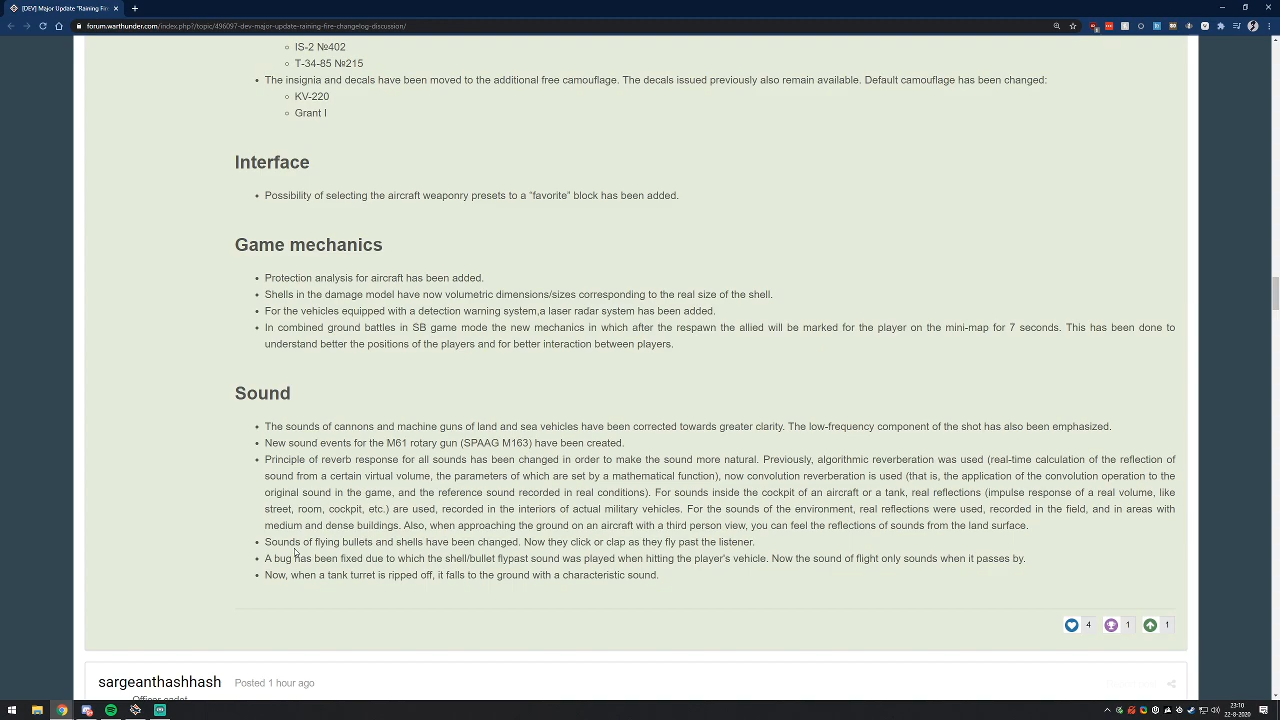 [DEV] Major Update "Raining Fire
forum.warthunder.com/index.php?/topic/496097-dev-major-update-raining-fire-changelog-discussion/
IS-2 №402
T-34-85 №215
The insignia and decals have been moved to the additional free camouflage. The decals issued previously also remain available. Default camouflage has been changed:
KV-220
Grant I
Interface
Possibility of selecting the aircraft weaponry presets to a “favorite” block has been added.
Game mechanics
Protection analysis for aircraft has been added.
Shells in the damage model have now volumetric dimensions/sizes corresponding to the real size of the shell.
For the vehicles equipped with a detection warning system,a laser radar system has been added.
In combined ground battles in SB game mode the new mechanics in which after the respawn the allied will be marked for the player on the mini-map for 7 seconds. This has been done to
understand better the positions of the players and for better interaction between players.
Sound
The sounds of cannons and machine guns of land and sea vehicles have been corrected towards greater clarity. The low-frequency component of the shot has also been emphasized.
New sound events for the M61 rotary gun (SPAAG M163) have been created.
Principle of reverb response for all sounds has been changed in order to make the sound more natural. Previously, algorithmic reverberation was used (real-time calculation of the reflection of
sound from a certain virtual volume, the parameters of which are set by a mathematical function), now convolution reverberation is used (that is, the application of the convolution operation to the
original sound in the game, and the reference sound recorded in real conditions). For sounds inside the cockpit of an aircraft or a tank, real reflections (impulse response of a real volume, like
street, room, cockpit, etc.) are used, recorded in the interiors of actual military vehicles. For the sounds of the environment, real reflections were used, recorded in the field, and in areas with
medium and dense buildings. Also, when approaching the ground on an aircraft with a third person view, you can feel the reflections of sounds from the land surface.
Sounds of flying bullets and shells have been changed. Now they click or clap as they fly past the listener.
A bug has been fixed due to which the shell/bullet flypast sound was played when hitting the player's vehicle. Now the sound of flight only sounds when it passes by.
Now, when a tank turret is ripped off, it falls to the ground with a characteristic sound.
4 1 1
sargeanthashhash Posted 1 hour ago
Officer cadet
23:10
22-8-2020